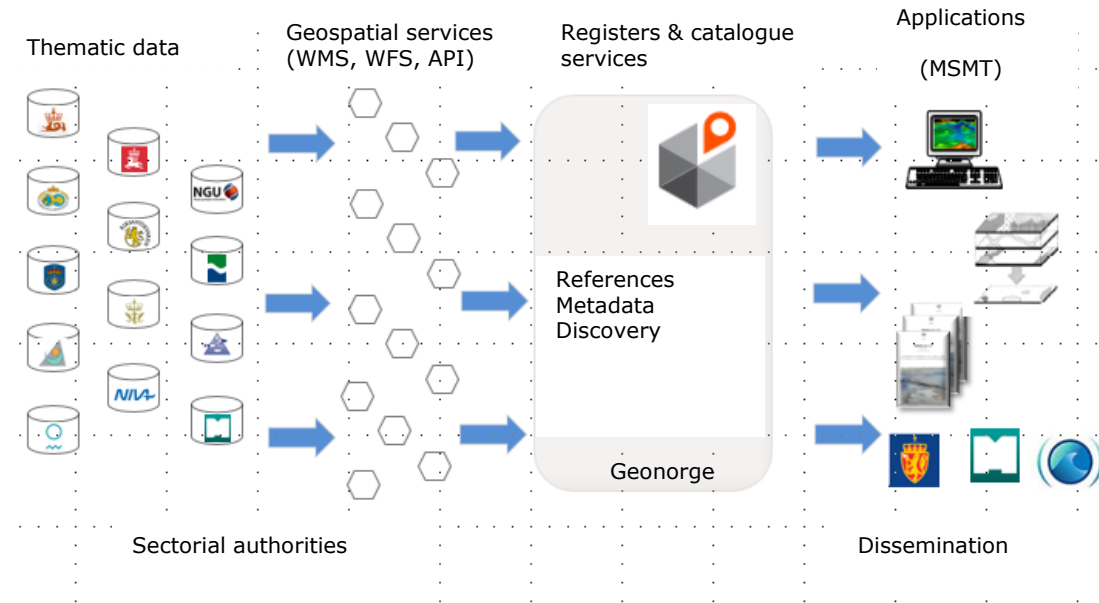 Thematic data
Geospatial services
(WMS, WFS, API)
Registers & catalogue
services
Applications
(MSMT)
NGU
NIVA
References
Metadata
Discovery
Geonorge
Sectorial authorities
Dissemination